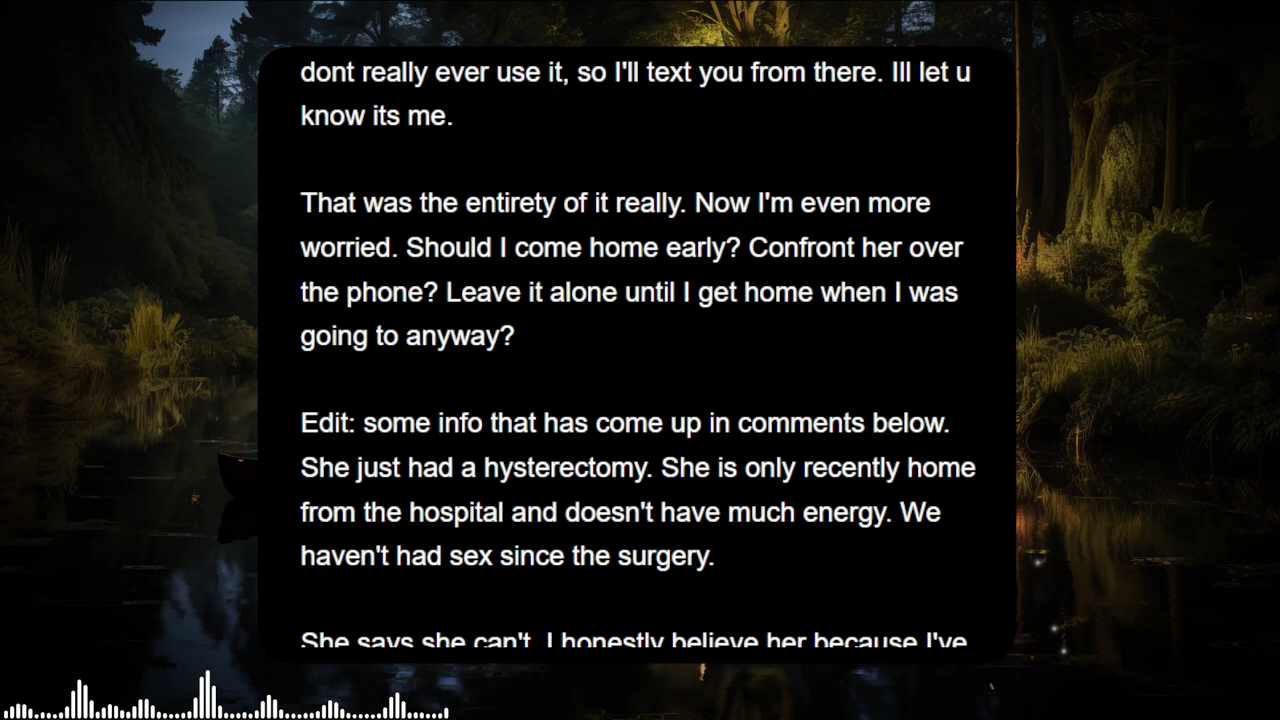 dont really ever use it, so I'll text you from there. Ill let u
know its me.
That was the entirety of it really. Now I'm even more
worried. Should I come home early? Confront her over
the phone? Leave it alone until I get home when I was
going to anyway?
Edit: some info that has come up in comments below.
She just had a hysterectomy. She is only recently home
from the hospital and doesn't have much energy. We
haven't had sex since the surgery.
She says she can't. I honestly believe her because I've